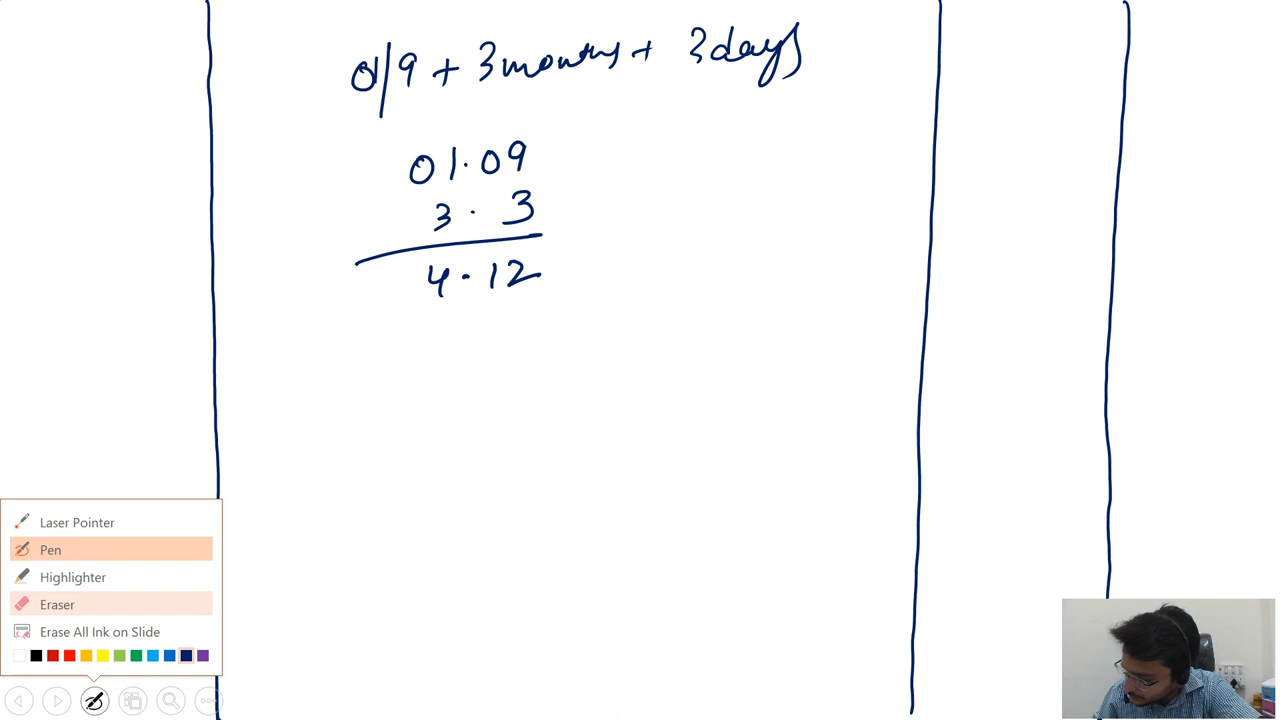 01/9 + 3 months + 3 days
01.09
3.3
4.12
Laser Pointer
Pen
Highlighter
Eraser
Erase All Ink on Slide